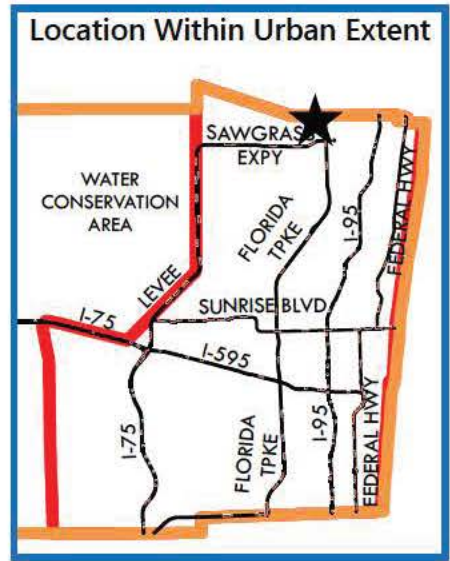 Location Within Urban Extent
SAWGRASS
EXPY
WATER
CONSERVATION
AREA
FLORIDA
TPKE
I-95
FEDERAL HWY
LEVEE
I-75
SUNRISE BLVD
I-595
I-75
FLORIDA
TPKE
I-95
FEDERAL HWY